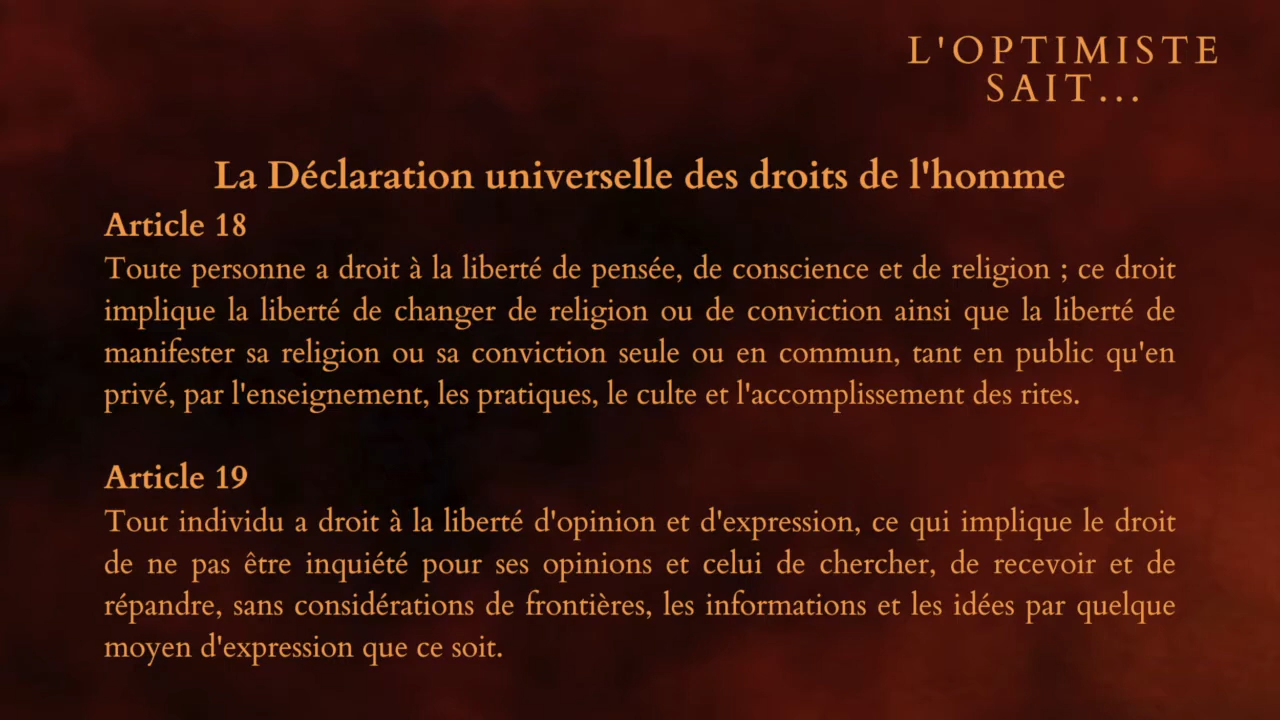 L'OPTIMISTE
SAIT...
La Déclaration universelle des droits de l'homme
Article 18
Toute personne a droit à la liberté de pensée, de conscience et de religion ; ce droit
implique la liberté de changer de religion ou de conviction ainsi que la liberté de
manifester sa religion ou sa conviction seule ou en commun, tant en public qu'en
privé, par l'enseignement, les pratiques, le culte et l'accomplissement des rites.
Article 19
Tout individu a droit à la liberté d'opinion et d'expression, ce qui implique le droit
de ne pas être inquiété pour ses opinions et celui de chercher, de recevoir et de
répandre, sans considérations de frontières, les informations et les idées par quelque
moyen d'expression que ce soit.